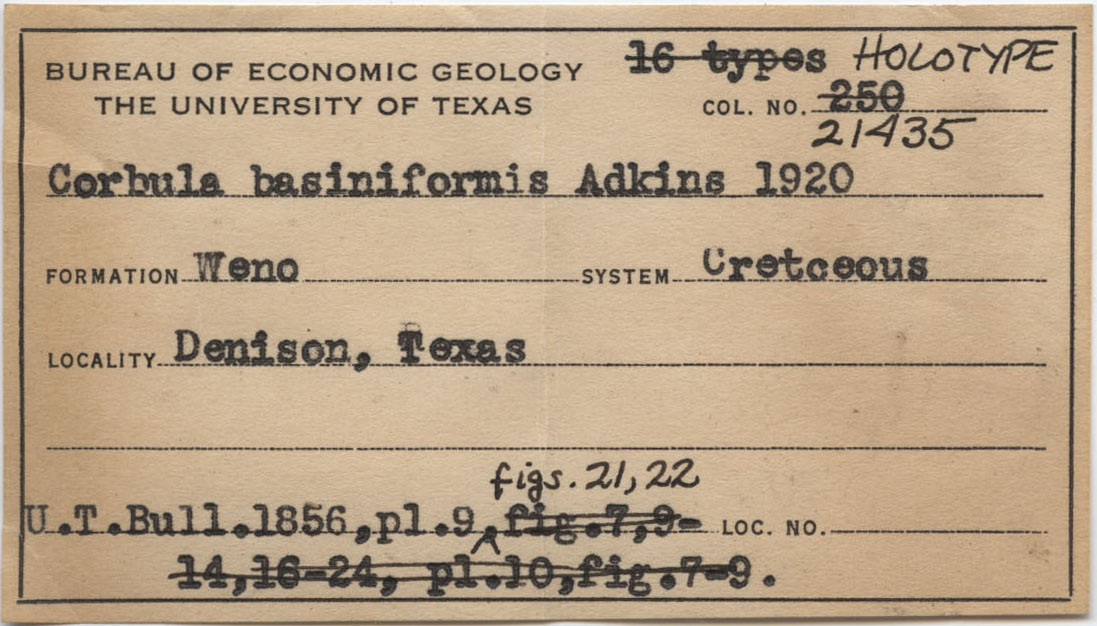 16 types HOLOTYPE
BUREAU OF ECONOMIC GEOLOGY
THE UNIVERSITY OF TEXAS
COL. NO. 250
21435
Corbula basiniformis Adkins 1920
FORMATION Weno SYSTEM Cretceous
LOCALITY Denison, Texas
figs. 21, 22
U.T.Bull.1856,pl.9,fig.7,9- LOC. NO.
14,16-24, pl.10,fig.7-9.